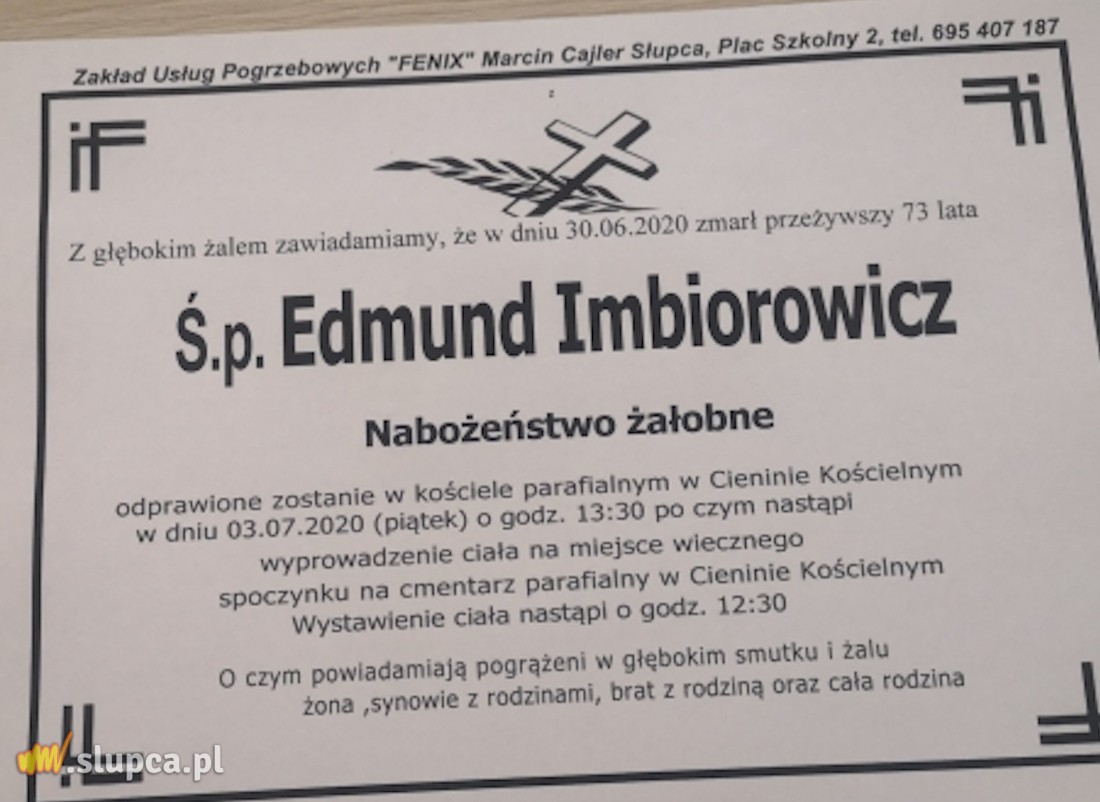 Zakład Usług Pogrzebowych "FENIX" Marcin Cajler Słupca, Plac Szkolny 2, tel. 695 407 187
Z głębokim żalem zawiadamiamy, że w dniu 30.06.2020 zmarł przeżywszy 73 lata
Ś.p. Edmund Imbiorowicz
Nabożeństwo żałobne
odprawione zostanie w kościele parafialnym w Cieninie Kościelnym
w dniu 03.07.2020 (piątek) o godz. 13:30 po czym nastąpi
wyprowadzenie ciała na miejsce wiecznego
spoczynku na cmentarz parafialny w Cieninie Kościelnym
Wystawienie ciała nastąpi o godz. 12:30
O czym powiadamiają pogrążeni w głębokim smutku i żalu
żona ,synowie z rodzinami, brat z rodziną oraz cała rodzina
.slupca.pl